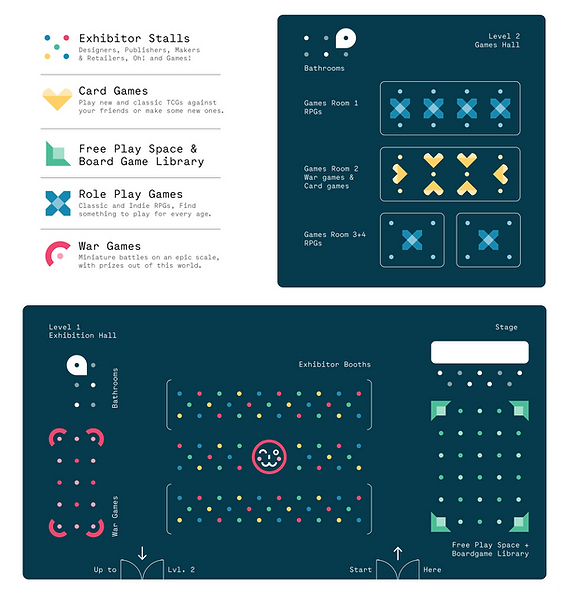 Exhibitor Stalls
Designers, Publishers, Makers
& Retailers, Oh! and Games!
Card Games
Play new and classic TCGs against
your friends or make some new ones.
Free Play Space &
Board Game Library
Role Play Games
Classic and Indie RPGs, Find
something to play for every age.
War Games
Miniature battles on an epic scale,
with prizes out of this world.
Level 2
Games Hall
Bathrooms
Games Room 1
RPGs
Games Room 2
War games &
Card games
Games Room 3+4
RPGs
Level 1
Exhibition Hall
Stage
Exhibitor Booths
Bathrooms
War Games
Free Play Space +
Boardgame Library
Up to
Lvl. 2
Start
Here